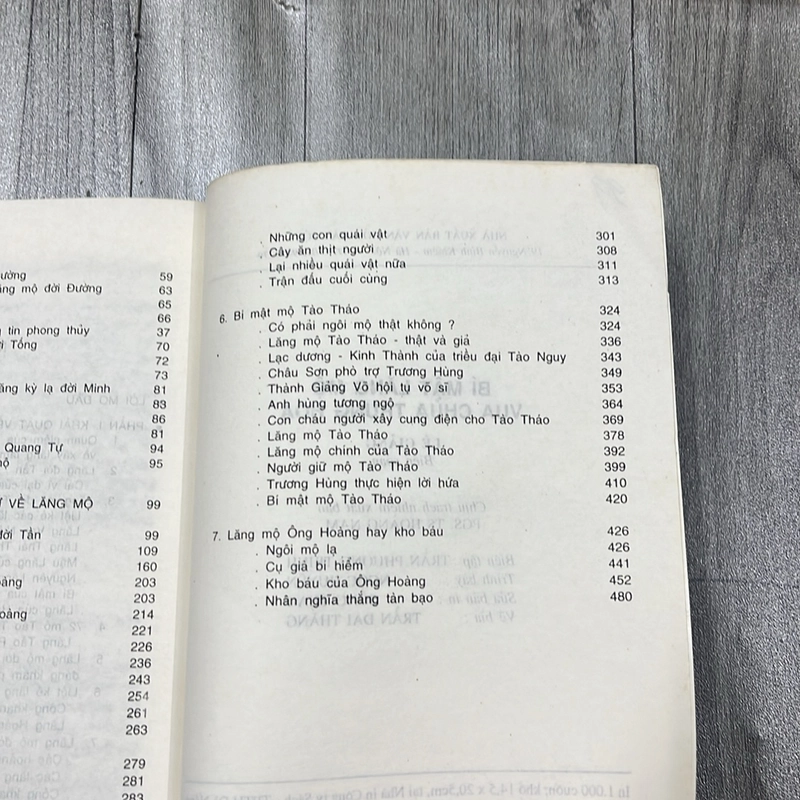 59
ăng mộ đời Đường 63
65
66
tin phong thủy 37
Tống 70
72
73
kỳ lạ đời Minh 81
83
86
81
Quang Tự 94
95
VỀ LĂNG MỘ 99
đời Tần 99
109
160
203
203
214
221
226
236
243
254
261
263
279
281
283
. Những con quái vật 301
. Cây ăn thịt người 308
. Lại nhiều quái vật nữa 311
. Trận đấu cuối cùng 313
6. Bí mật mộ Tào Tháo 324
. Có phải ngôi mộ thật không ? 324
. Lăng mộ Tào Tháo - thật và giả 336
. Lạc dương - Kinh Thành của triều đại Tào Nguy 343
. Châu Sơn phò trợ Trương Hùng 349
. Thành Giảng Võ hội tụ võ sĩ 353
. Anh hùng tương ngộ 364
. Con cháu người xây cung điện cho Tào Tháo 369
. Lăng mộ Tào Tháo 378
. Lăng mộ chính của Tào Tháo 392
. Người giữ mộ Tào Tháo 399
. Trương Hùng thực hiện lời hứa 410
. Bí mật mộ Tào Tháo 420
7. Lăng mộ Ông Hoàng hay kho báu 426
. Ngôi mộ lạ 426
. Cụ già bí hiểm 441
. Kho báu của Ông Hoàng 452
. Nhân nghĩa thắng tàn bạo 480